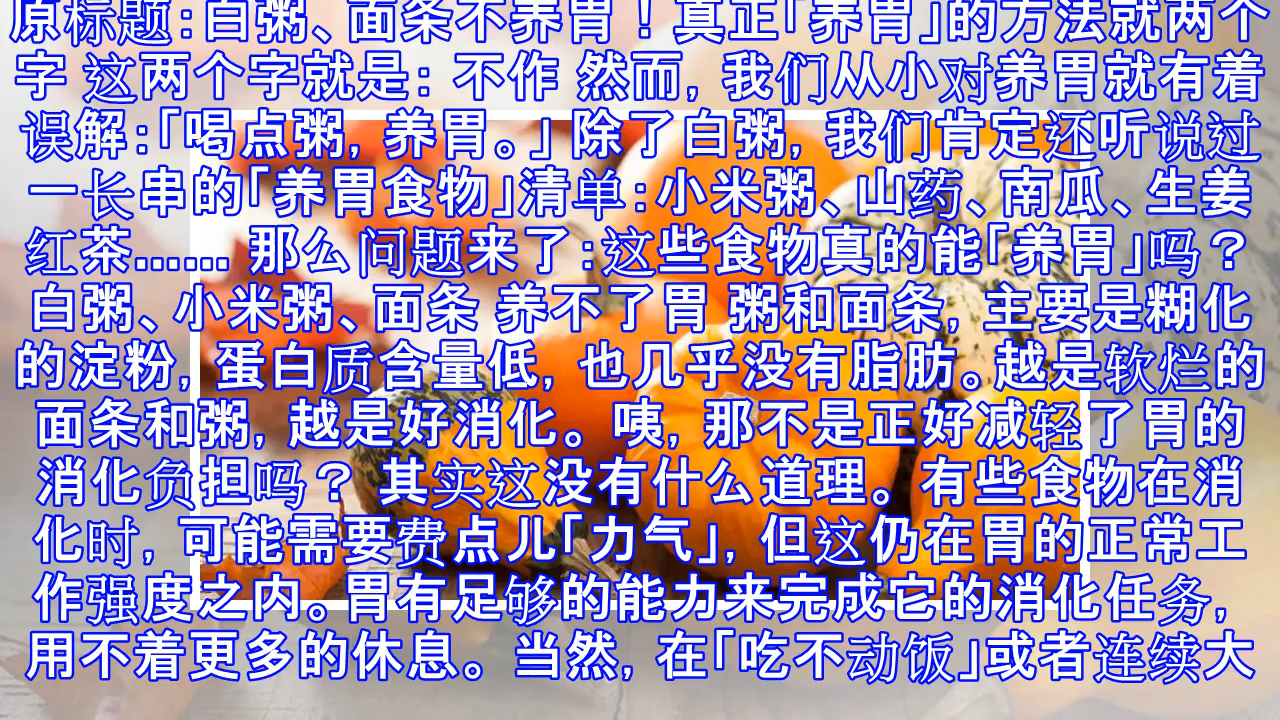 原标题：白粥、面条不养胃！真正「养胃」的方法就两个
字 这两个字就是：不作 然而，我们从小对养胃就有着
误解：「喝点粥，养胃。」除了白粥，我们肯定还听说过
一长串的「养胃食物」清单：小米粥、山药、南瓜、生姜
红茶…… 那么问题来了：这些食物真的能「养胃」吗？
白粥、小米粥、面条 养不了胃 粥和面条，主要是糊化
的淀粉，蛋白质含量低，也几乎没有脂肪。越是软烂的
面条和粥，越是好消化。咦，那不是正好减轻了胃的
消化负担吗？ 其实这没有什么道理。有些食物在消
化时，可能需要费点儿「力气」，但这仍在胃的正常工
作强度之内。胃有足够的能力来完成它的消化任务，
用不着更多的休息。当然，在「吃不动饭」或者连续大